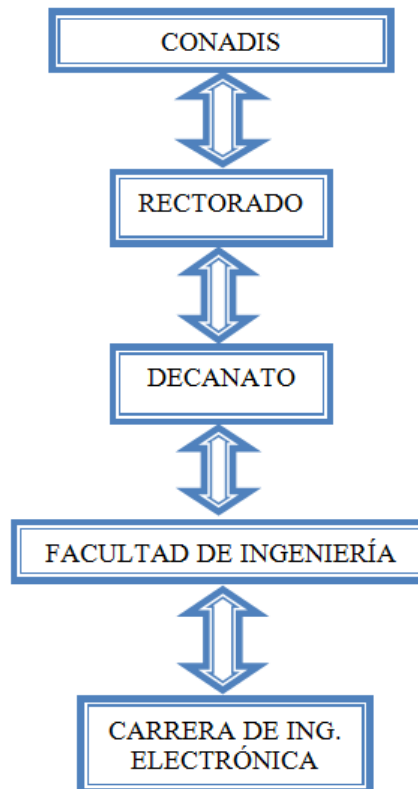 CONADIS
RECTORADO
DECANATO
FACULTAD DE INGENIERÍA
CARRERA DE ING.
ELECTRÓNICA